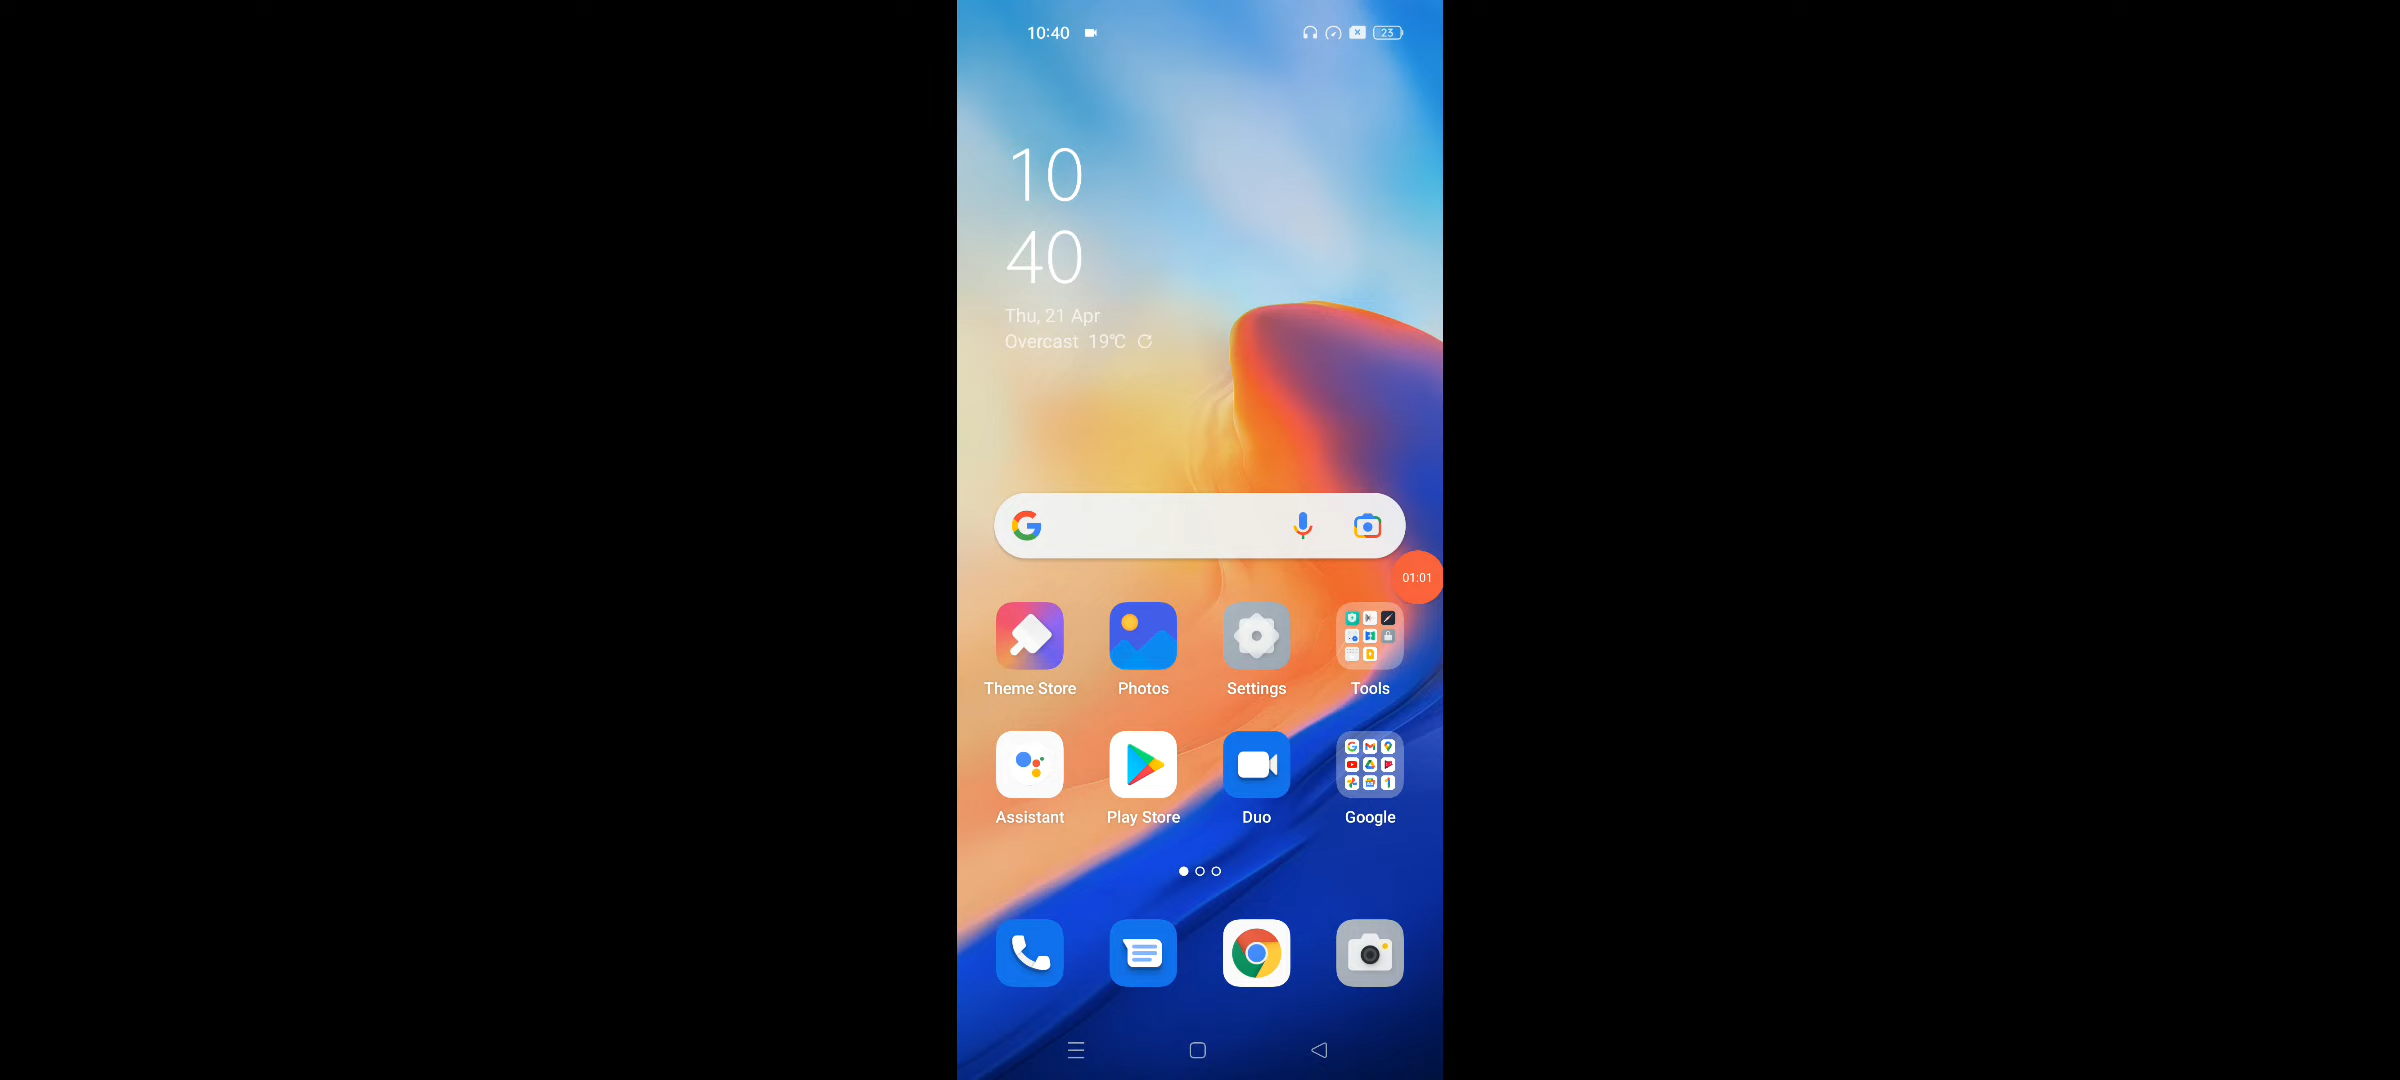 10:40
23
10
40
Thu, 21 Apr
Overcast 19°C
01:01
Theme Store
Photos
Settings
Tools
Assistant
Play Store
Duo
Google